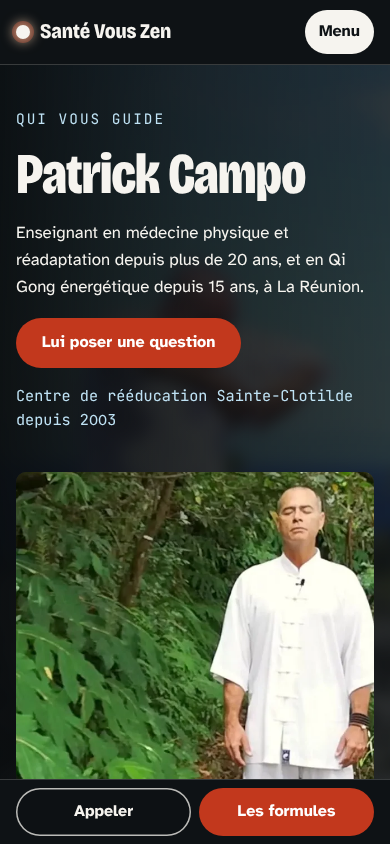 Santé Vous Zen
Menu
QUI VOUS GUIDE
Patrick Campo
Enseignant en médecine physique et
réadaptation depuis plus de 20 ans, et en Qi
Gong énergétique depuis 15 ans, à La Réunion.
Lui poser une question
Centre de rééducation Sainte-Clotilde
depuis 2003
Appeler
Les formules